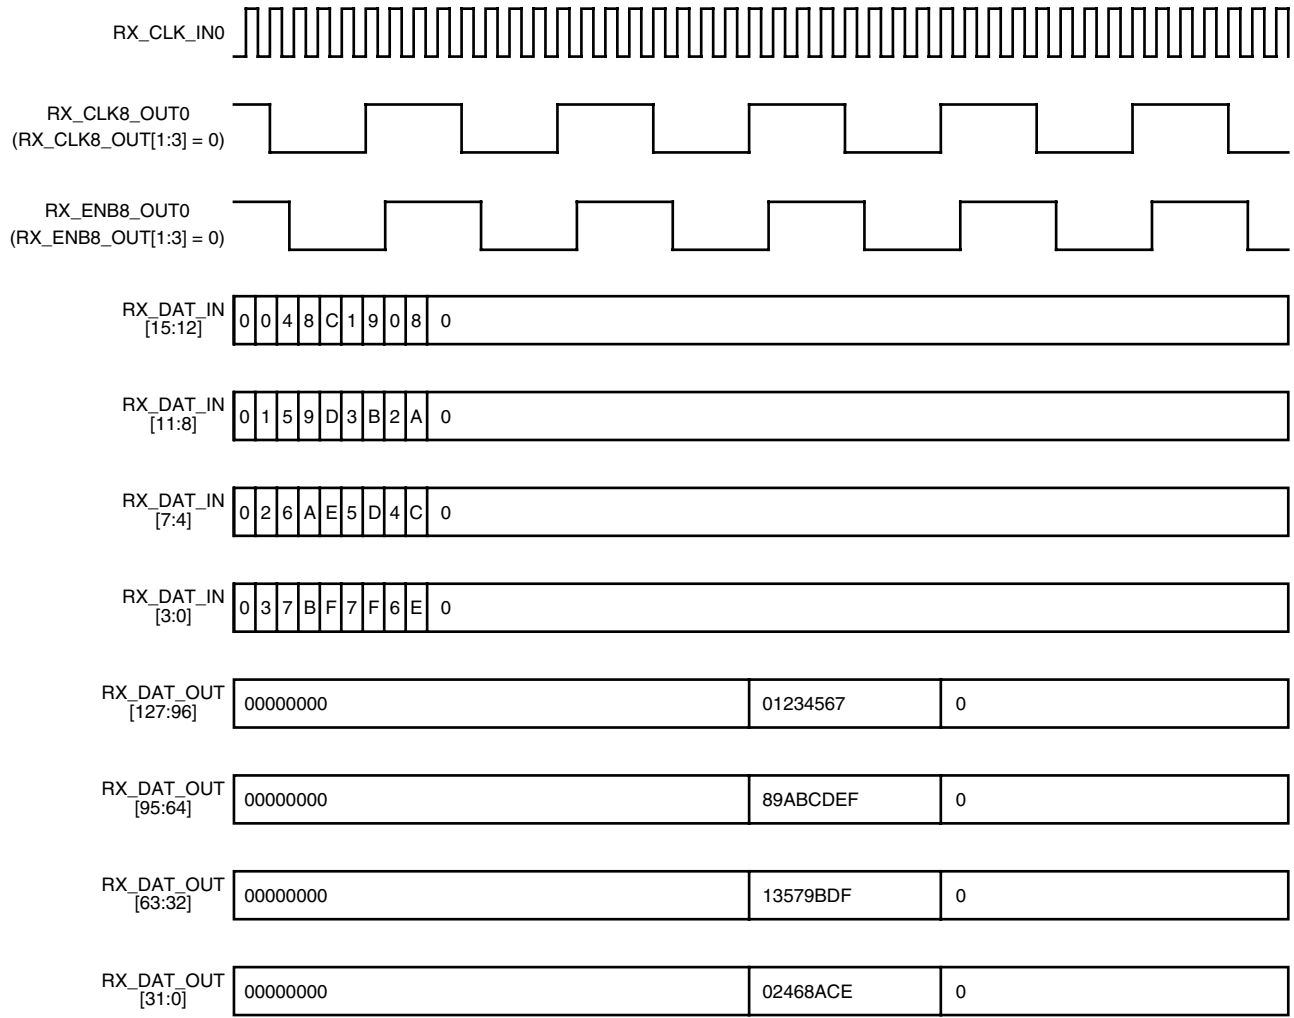 RX_CLK_IN0
RX_CLK8_OUT0
(RX_CLK8_OUT[1:3] = 0)
RX_ENB8_OUT0
(RX_ENB8_OUT[1:3] = 0)
RX_DAT_IN
[15:12]
0 0 4 8 C 1 9 0 8 0
RX_DAT_IN
[11:8]
0 1 5 9 D 3 B 2 A 0
RX_DAT_IN
[7:4]
0 2 6 A E 5 D 4 C 0
RX_DAT_IN
[3:0]
0 3 7 B F 7 F 6 E 0
RX_DAT_OUT
[127:96]
00000000 01234567 0
RX_DAT_OUT
[95:64]
00000000 89ABCDEF 0
RX_DAT_OUT
[63:32]
00000000 13579BDF 0
RX_DAT_OUT
[31:0]
00000000 02468ACE 0